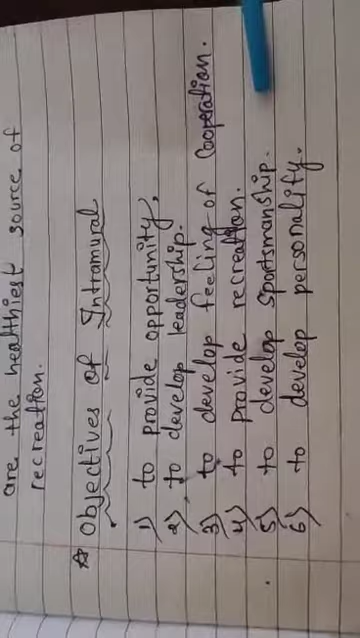 are the healthiest source of
recreation.
☆ Objectives of Intramural
1) to provide opportunity.
2) to develop leadership.
3) to develop feeling of Cooperation.
4) to provide recreation.
5) to develop sportsmanship.
6) to develop personality.